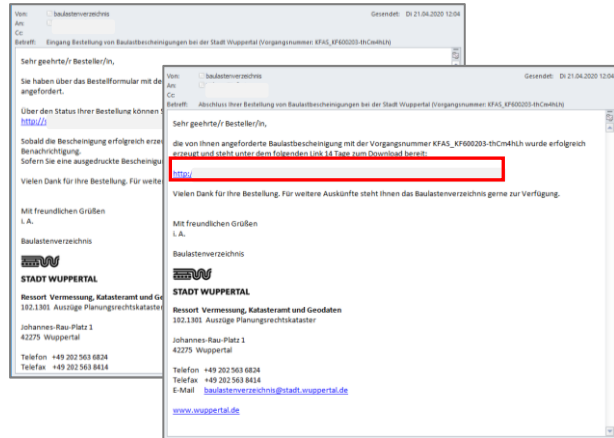 Von: baulastenverzeichnis Gesendet: Di 21.04.2020 12:04
An:
Cc:
Betreff: Eingang Bestellung von Baulastbescheinigungen bei der Stadt Wuppertal (Vorgangsnummer: KFAS_KF600203-thCm4hLh)
Sehr geehrte/r Besteller/in,
Sie haben über das Bestellformular mit de
angefordert.
Über den Status Ihrer Bestellung können S
http://
Sobald die Bescheinigung erfolgreich erzeu
Benachrichtigung.
Sofern Sie eine ausgedruckte Bescheinigu
Vielen Dank für Ihre Bestellung. Für weite
Mit freundlichen Grüßen
i. A.
Baulastenverzeichnis
STADT WUPPERTAL
Ressort Vermessung, Katasteramt und Ge
102.1301 Auszüge Planungsrechtskataster
Johannes-Rau-Platz 1
42275 Wuppertal
Telefon +49 202 563 6824
Telefax +49 202 563 8414
Von: baulastenverzeichnis Gesendet: Di 21.04.2020 12:04
An:
Cc:
Betreff: Abschluss Ihrer Bestellung von Baulastbescheinigungen bei der Stadt Wuppertal (Vorgangsnummer: KFAS_KF600203-thCm4hLh)
Sehr geehrte/r Besteller/in,
die von Ihnen angeforderte Baulastbescheinigung mit der Vorgangsnummer KFAS_KF600203-thCm4hLh wurde erfolgreich
erzeugt und steht unter dem folgenden Link 14 Tage zum Download bereit:
http:/
Vielen Dank für Ihre Bestellung. Für weitere Auskünfte steht Ihnen das Baulastenverzeichnis gerne zur Verfügung.
Mit freundlichen Grüßen
i. A.
Baulastenverzeichnis
STADT WUPPERTAL
Ressort Vermessung, Katasteramt und Geodaten
102.1301 Auszüge Planungsrechtskataster
Johannes-Rau-Platz 1
42275 Wuppertal
Telefon +49 202 563 6824
Telefax +49 202 563 8414
E-Mail baulastenverzeichnis@stadt.wuppertal.de
www.wuppertal.de